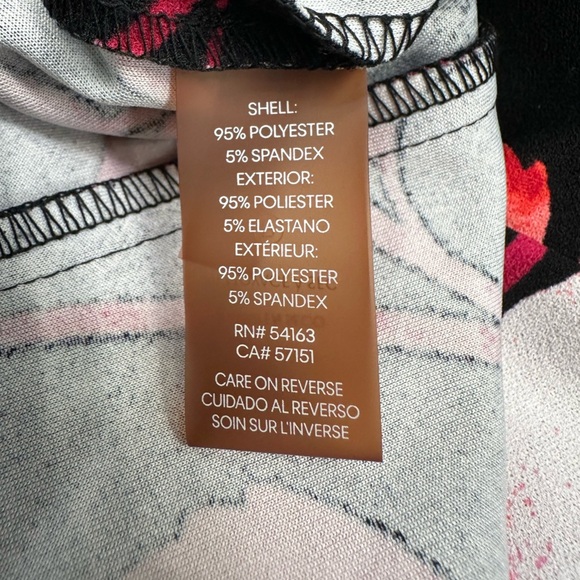 SHELL:
95% POLYESTER
5% SPANDEX
EXTERIOR:
95% POLIESTER
5% ELASTANO
EXTÉRIEUR:
95% POLYESTER
5% SPANDEX
RN# 54163
CA# 57151
CARE ON REVERSE
CUIDADO AL REVERSO
SOIN SUR L'INVERSE